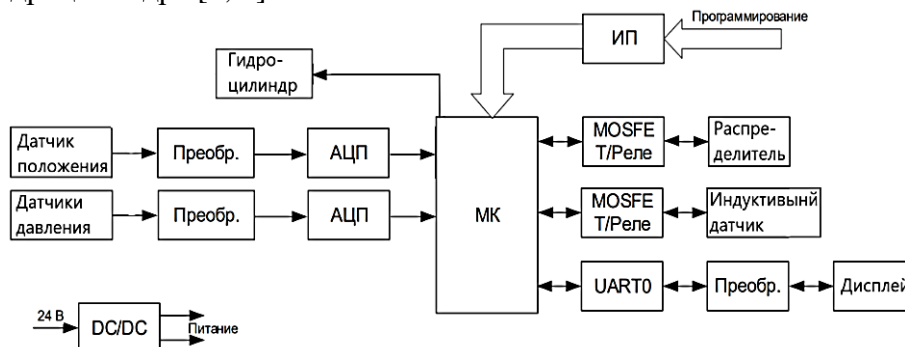 Программирование
ИП
Гидро-
цилиндр
Датчик
положения
Преобр.
АЦП
MOSFE
T/Реле
Распре-
делитель
Датчики
давления
Преобр.
АЦП
МК
MOSFE
T/Реле
Индуктивынй
датчик
UART0
Преобр.
Дисплей
24 В
DC/DC
Питание